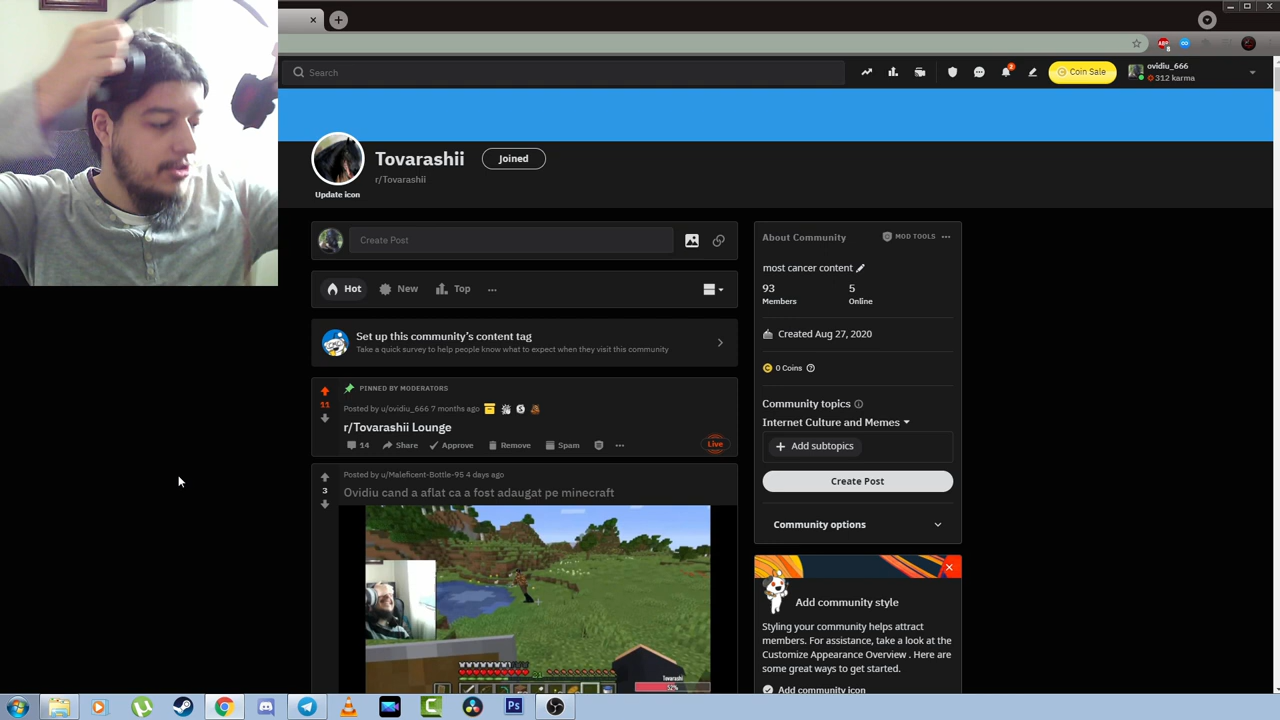 Search
2
Coin Sale
ovidiu_666
312 karma
Tovarashii
Joined
r/Tovarashii
Update icon
Create Post
Hot
New
Top
Set up this community's content tag
Take a quick survey to help people know what to expect when they visit this community
PINNED BY MODERATORS
11
Posted by u/ovidiu_666 7 months ago
r/Tovarashii Lounge
14
Share
Approve
Remove
Spam
Live
Posted by u/Maleficent-Bottle-95 4 days ago
3
Ovidiu cand a aflat ca a fost adaugat pe minecraft
Tovarashii
52%
About Community
MOD TOOLS
most cancer content
93
5
Members
Online
Created Aug 27, 2020
0 Coins
Community topics
Internet Culture and Memes
Add subtopics
Create Post
Community options
Add community style
Styling your community helps attract
members. For assistance, take a look at the
Customize Appearance Overview . Here are
some great ways to get started.
Add community icon
Ps